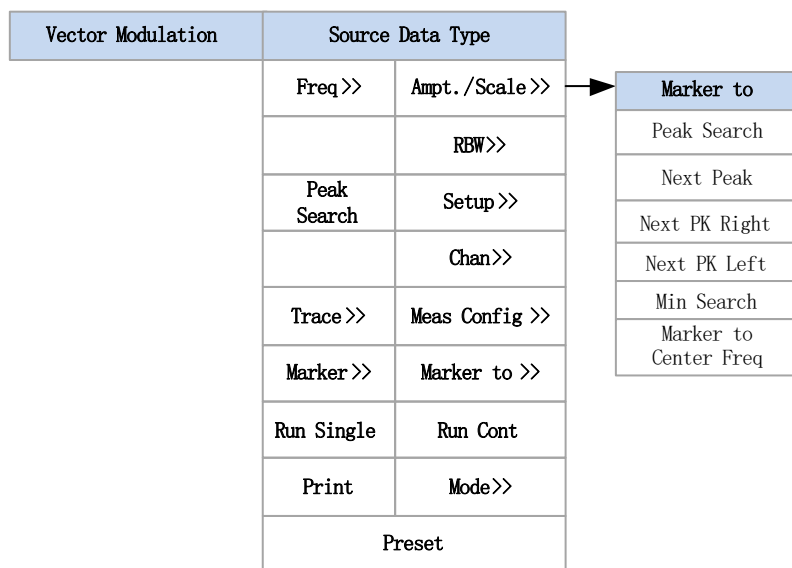 Vector Modulation Source Data Type
Freq>> Ampt./Scale>>
RBW>>
Peak
Search
Setup>>
Chan>>
Trace>> Meas Config >>
Marker>> Marker to >>
Run Single Run Cont
Print Mode>>
Preset
Marker to
Peak Search
Next Peak
Next PK Right
Next PK Left
Min Search
Marker to
Center Freq